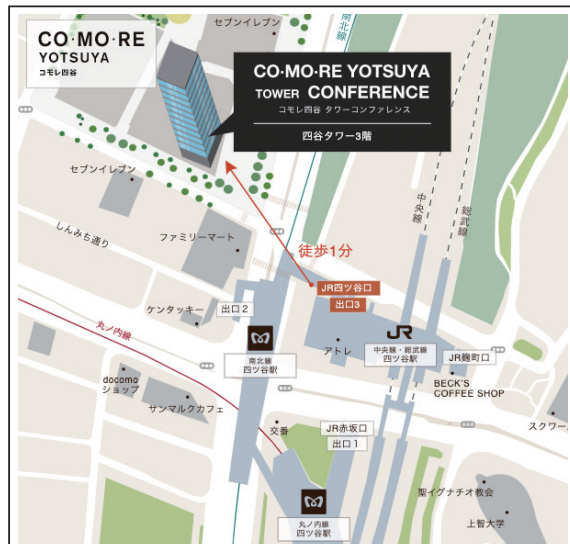 CO・MO・RE
YOTSUYA
コモレ四谷
セブンイレブン
南北線
CO・MO・RE YOTSUYA
TOWER CONFERENCE
コモレ四谷 タワーコンファレンス
四谷タワー3階
セブンイレブン
中央線
総武線
しんみち通り
ファミリーマート
徒歩1分
JR四ツ谷口
出口3
ケンタッキー
出口2
丸ノ内線
南北線
四ツ谷駅
アトレ
JR
中央線・総武線
四ツ谷駅
JR麹町口
BECK'S
COFFEE SHOP
docomo
ショップ
サンマルクカフェ
交番
JR赤坂口
出口1
スクワー
丸ノ内線
四ツ谷駅
聖イグナチオ教会
上智大学